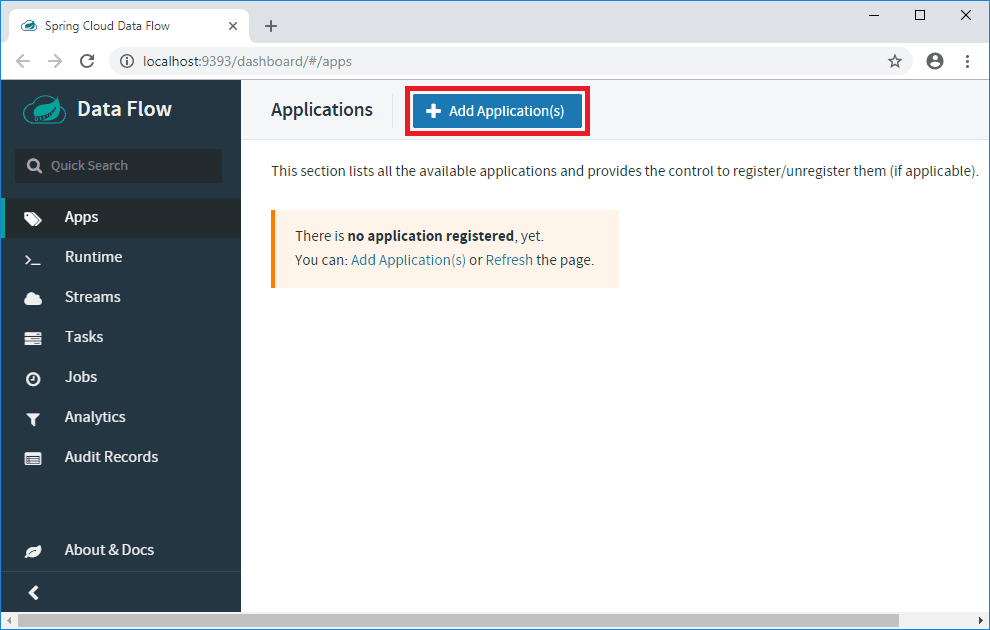 Spring Cloud Data Flow
localhost:9393/dashboard/#/apps
Data Flow
Quick Search
Apps
Runtime
Streams
Tasks
Jobs
Analytics
Audit Records
About & Docs
Applications
Add Application(s)
This section lists all the available applications and provides the control to register/unregister them (if applicable).
There is no application registered, yet.
You can: Add Application(s) or Refresh the page.